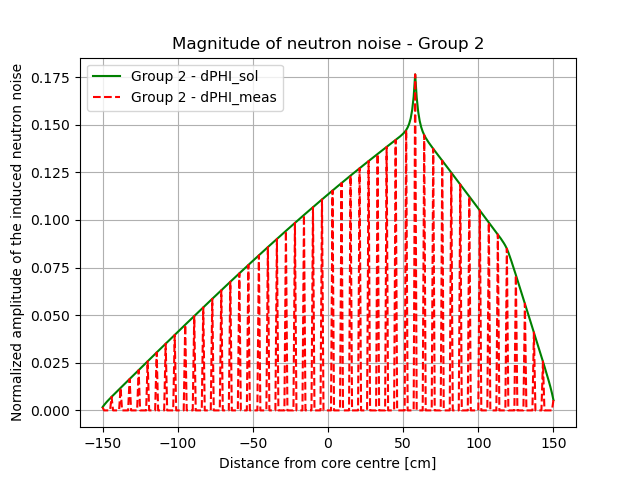 Magnitude of neutron noise - Group 2
Normalized amplitude of the induced neutron noise
0.175
0.150
0.125
0.100
0.075
0.050
0.025
0.000
Group 2 - dPHI_sol
Group 2 - dPHI_meas
−150 −100 −50 0 50 100 150
Distance from core centre [cm]